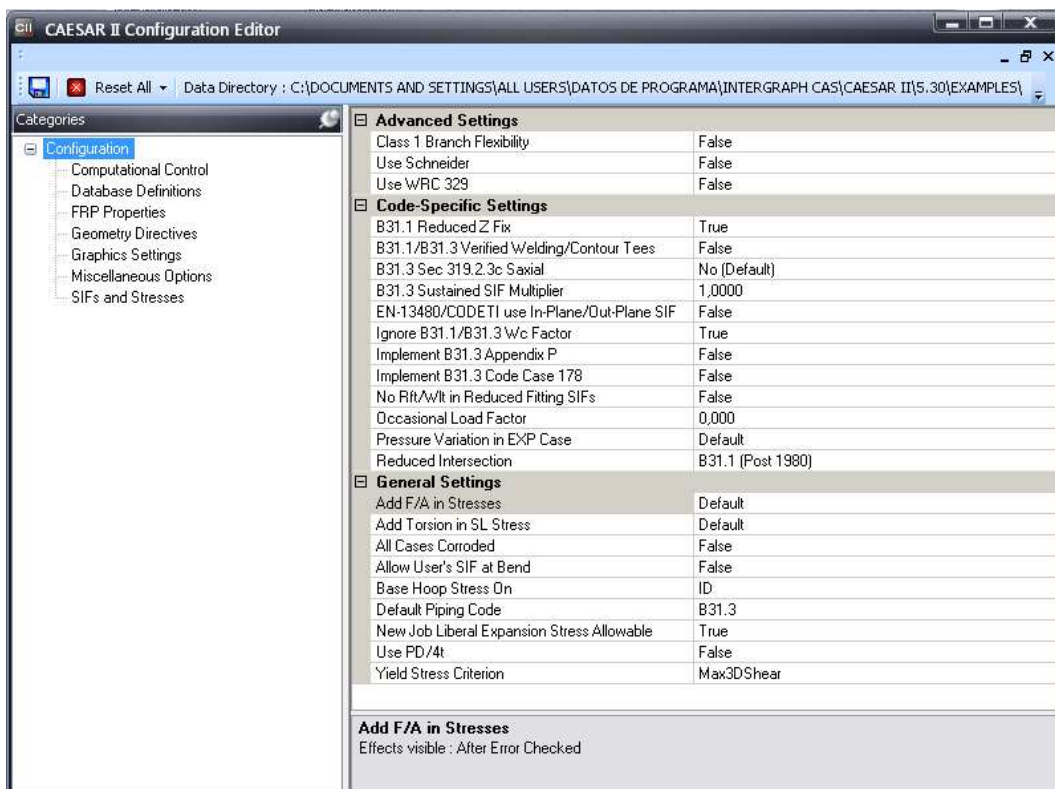 CII CAESAR II Configuration Editor
Reset All Data Directory : C:\DOCUMENTS AND SETTINGS\ALL USERS\DATOS DE PROGRAMA\INTERGRAPH CAS\CAESAR II\5.30\EXAMPLES\
Categories
Configuration
Computational Control
Database Definitions
FRP Properties
Geometry Directives
Graphics Settings
Miscellaneous Options
SIFs and Stresses
Advanced Settings
Class 1 Branch Flexibility False
Use Schneider False
Use WRC 329 False
Code-Specific Settings
B31.1 Reduced Z Fix True
B31.1/B31.3 Verified Welding/Contour Tees False
B31.3 Sec 319.2.3c Saxial No (Default)
B31.3 Sustained SIF Multiplier 1,0000
EN-13480/CODETI use In-Plane/Out-Plane SIF False
Ignore B31.1/B31.3 Wc Factor True
Implement B31.3 Appendix P False
Implement B31.3 Code Case 178 False
No Rft/Wlt in Reduced Fitting SIFs False
Occasional Load Factor 0,000
Pressure Variation in EXP Case Default
Reduced Intersection B31.1 (Post 1980)
General Settings
Add F/A in Stresses Default
Add Torsion in SL Stress Default
All Cases Corroded False
Allow User's SIF at Bend False
Base Hoop Stress On ID
Default Piping Code B31.3
New Job Liberal Expansion Stress Allowable True
Use PD/4t False
Yield Stress Criterion Max3DShear
Add F/A in Stresses
Effects visible : After Error Checked